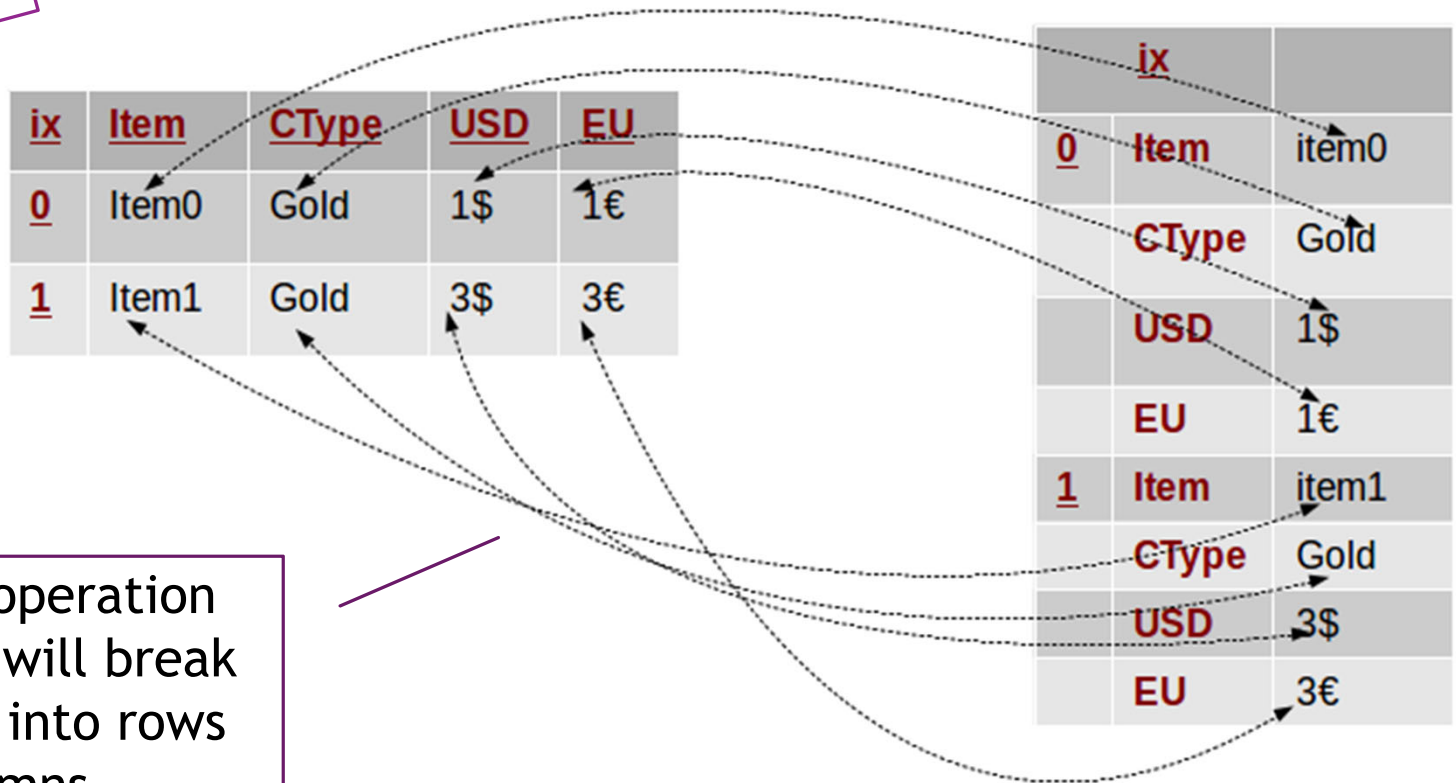 ix Item CType USD EU
0 Item0 Gold 1$ 1€
1 Item1 Gold 3$ 3€
ix
0 Item item0
CType Gold
USD 1$
EU 1€
1 Item item1
CType Gold
USD 3$
EU 3€
operation
will break
into rows